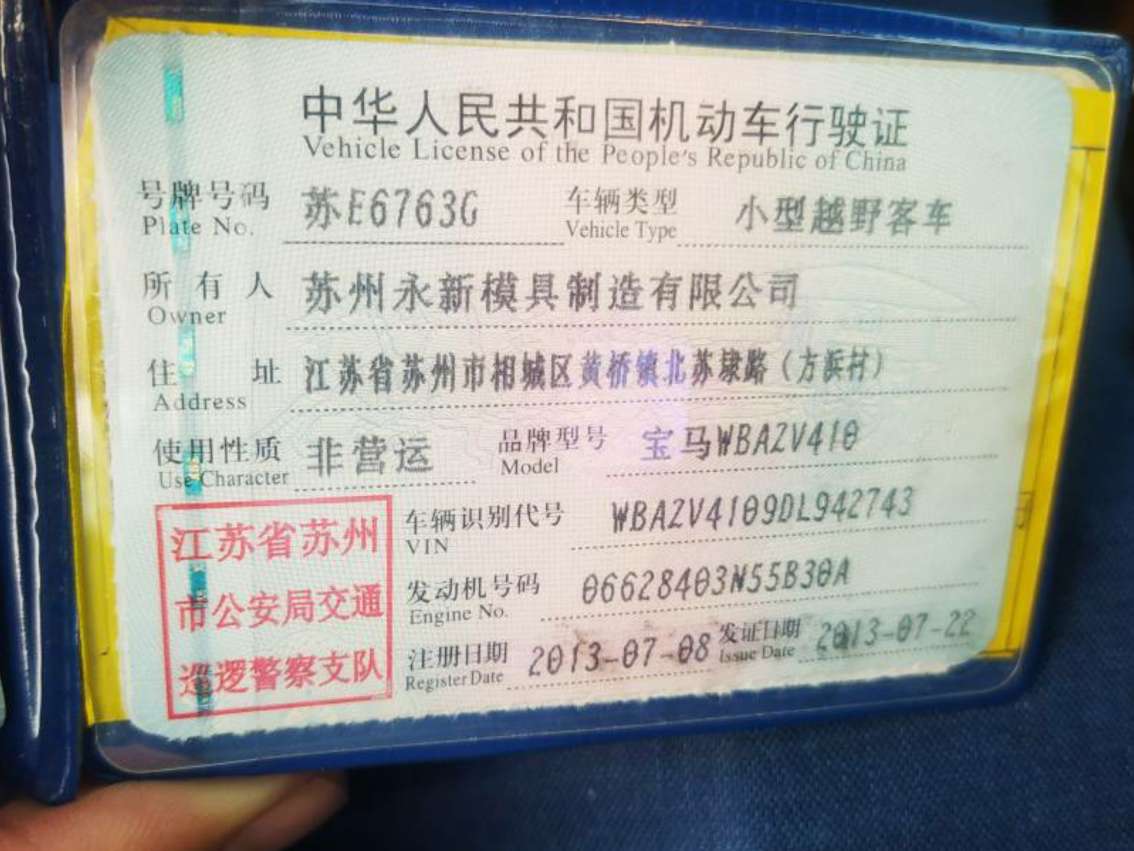 中华人民共和国机动车行驶证
Vehicle License of the People's Republic of China
号牌号码 苏E6763G 车辆类型 小型越野客车
Plate No. Vehicle Type
所有人 苏州永新模具制造有限公司
Owner
住址 江苏省苏州市相城区黄桥镇北苏埭路（方浜村）
Address
使用性质 非营运 品牌型号 宝马WBAZV410
Use Character Model
车辆识别代号 WBAZV4109DL942743
VIN
发动机号码 06628403N55B30A
Engine No.
注册日期 2013-07-08 发证日期 2013-07-22
Register Date Issue Date
江苏省苏州
市公安局交通
巡逻警察支队